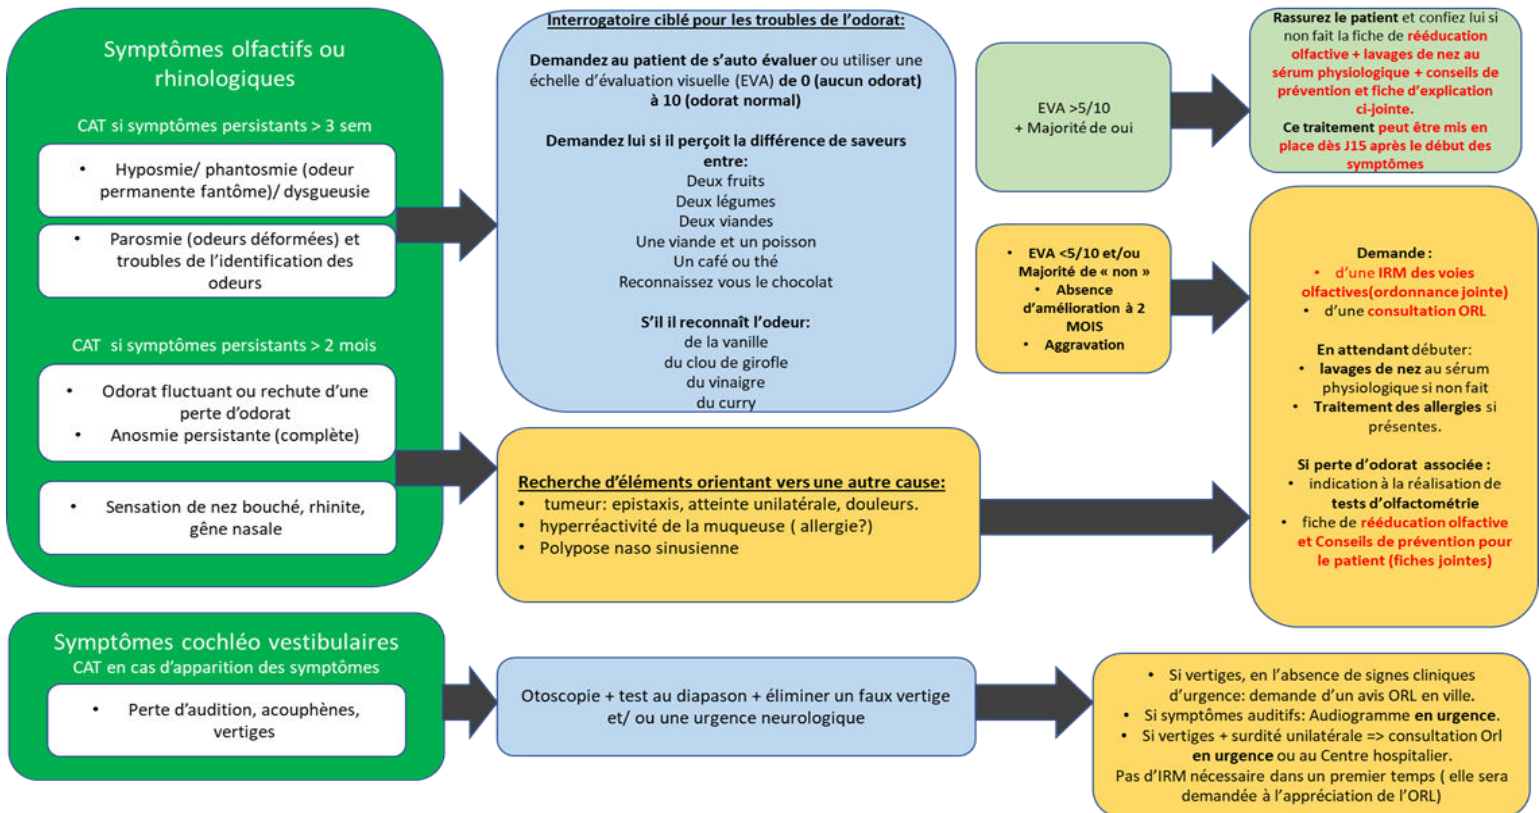 Symptômes olfactifs ou
rhinologiques
CAT si symptômes persistants > 3 sem
• Hyposmie/ phantosmie (odeur
permanente fantôme)/ dysgueusie
• Parosmie (odeurs déformées) et
troubles de l’identification des
odeurs
CAT si symptômes persistants > 2 mois
• Odorat fluctuant ou rechute d’une
perte d’odorat
• Anosmie persistante (complète)
• Sensation de nez bouché, rhinite,
gêne nasale
Interrogatoire ciblé pour les troubles de l’odorat:
Demandez au patient de s’auto évaluer ou utiliser une
échelle d’évaluation visuelle (EVA) de 0 (aucun odorat)
à 10 (odorat normal)
Demandez lui si il perçoit la différence de saveurs
entre:
Deux fruits
Deux légumes
Deux viandes
Une viande et un poisson
Un café ou thé
Reconnaissez vous le chocolat
S’il il reconnaît l’odeur:
de la vanille
du clou de girofle
du vinaigre
du curry
EVA >5/10
+ Majorité de oui
Rassurez le patient et confiez lui si
non fait la fiche de rééducation
olfactive + lavages de nez au
sérum physiologique + conseils de
prévention et fiche d’explication
ci-jointe.
Ce traitement peut être mis en
place dès J15 après le début des
symptômes
• EVA <5/10 et/ou
Majorité de « non »
• Absence
d’amélioration à 2
MOIS
• Aggravation
Demande :
• d’une IRM des voies
olfactives(ordonnance jointe)
• d’une consultation ORL
En attendant débuter:
• lavages de nez au sérum
physiologique si non fait
• Traitement des allergies si
présentes.
Si perte d’odorat associée :
• indication à la réalisation de
tests d’olfactométrie
• fiche de rééducation olfactive
et Conseils de prévention pour
le patient (fiches jointes)
Recherche d’éléments orientant vers une autre cause:
• tumeur: epistaxis, atteinte unilatérale, douleurs.
• hyperréactivité de la muqueuse ( allergie?)
• Polypose naso sinusienne
Symptômes cochléo vestibulaires
CAT en cas d’apparition des symptômes
• Perte d’audition, acouphènes,
vertiges
Otoscopie + test au diapason + éliminer un faux vertige
et/ ou une urgence neurologique
• Si vertiges, en l’absence de signes cliniques
d’urgence: demande d’un avis ORL en ville.
• Si symptômes auditifs: Audiogramme en urgence.
• Si vertiges + surdité unilatérale => consultation Orl
en urgence ou au Centre hospitalier.
Pas d’IRM nécessaire dans un premier temps ( elle sera
demandée à l’appréciation de l’ORL)